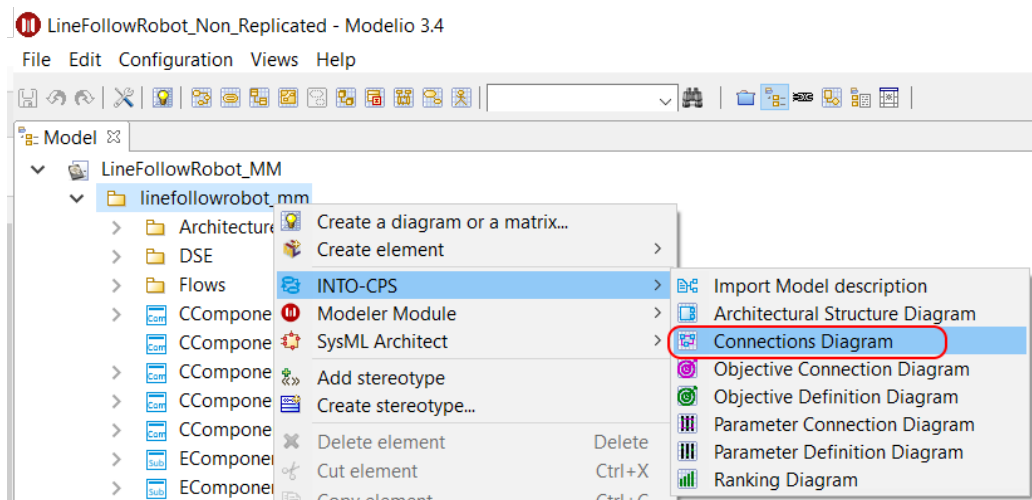 LineFollowRobot_Non_Replicated - Modelio 3.4
File Edit Configuration Views Help
Model
LineFollowRobot_MM
linefollowrobot_mm
Architecture
DSE
Flows
CCompone
CCompone
CCompone
CCompone
CCompone
EComponer
EComponer
Create a diagram or a matrix...
Create element
INTO-CPS
Modeler Module
SysML Architect
Add stereotype
Create stereotype...
Delete element Delete
Cut element Ctrl+X
Copy element Ctrl+C
Import Model description
Architectural Structure Diagram
Connections Diagram
Objective Connection Diagram
Objective Definition Diagram
Parameter Connection Diagram
Parameter Definition Diagram
Ranking Diagram